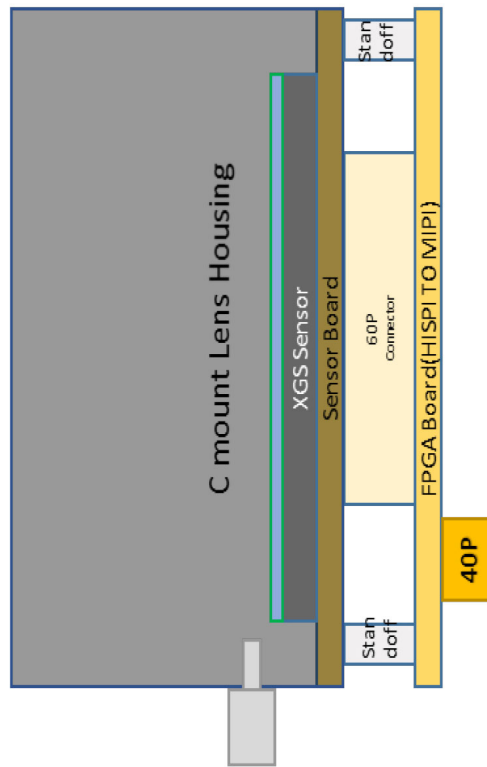 C mount Lens Housing
XGS Sensor
Sensor Board
Stan
doff
60P
Connector
Stan
doff
FPGA Board(HISPI TO MIPI)
40P